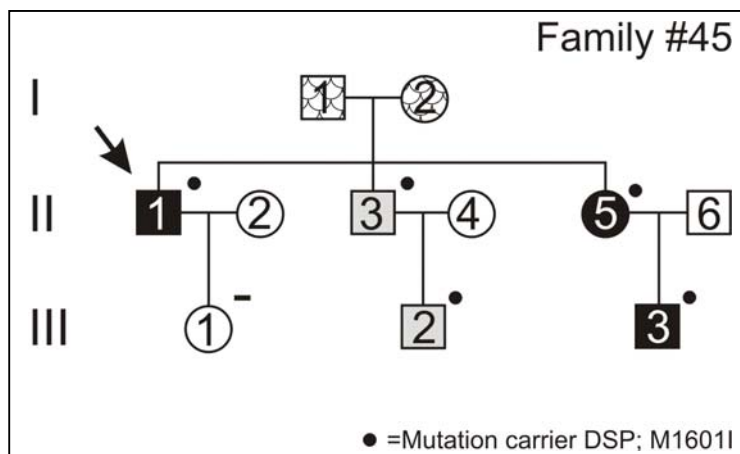 Family #45
I
1 2
II
1 2 3 4 5 6
III
1 - 2 3
● =Mutation carrier DSP; M1601I